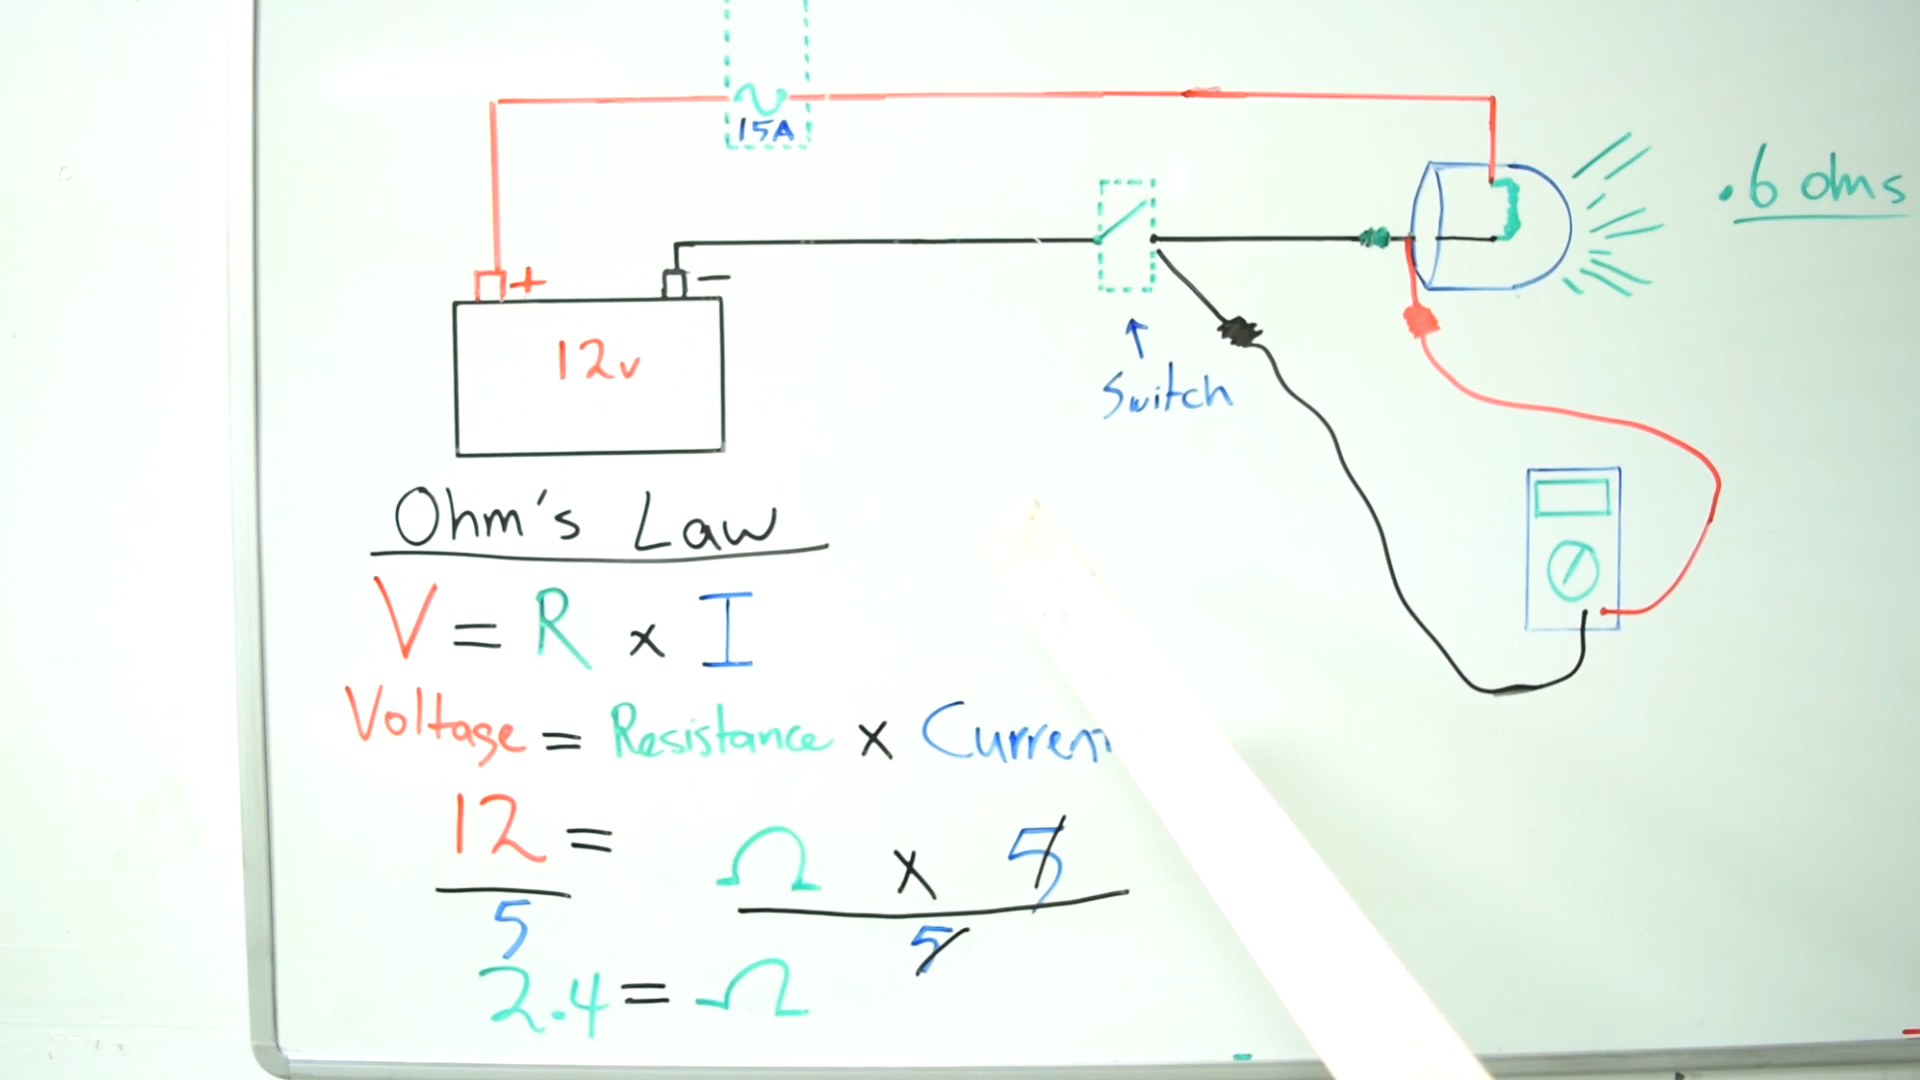 15A
.6 ohms
+ −
12v
Switch
Ohm's Law
V = R x I
Voltage = Resistance x Curren
12 = Ω x 5
5 5
2.4 = Ω